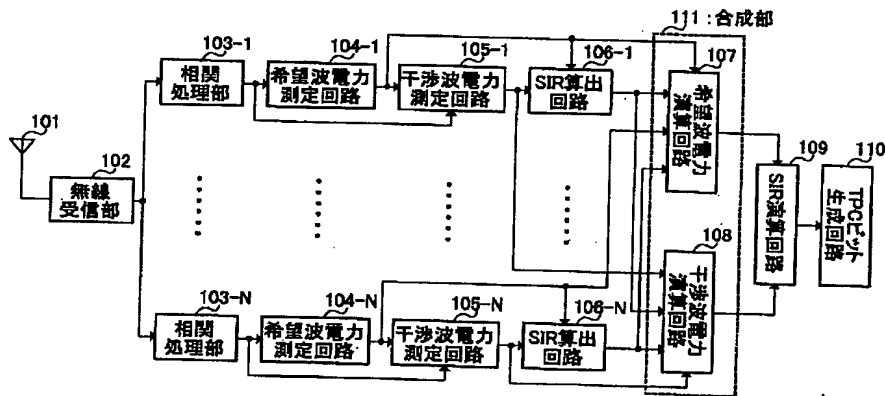 111：合成部
103-1
104-1
105-1
106-1
107
相関
処理部
希望波電力
測定回路
干渉波電力
測定回路
SIR算出
回路
希望波電力
演算回路
101
102
無線
受信部
109
SIR演算回路
110
TPCビット
生成回路
108
干渉波電力
演算回路
103-N
104-N
105-N
106-N
相関
処理部
希望波電力
測定回路
干渉波電力
測定回路
SIR算出
回路